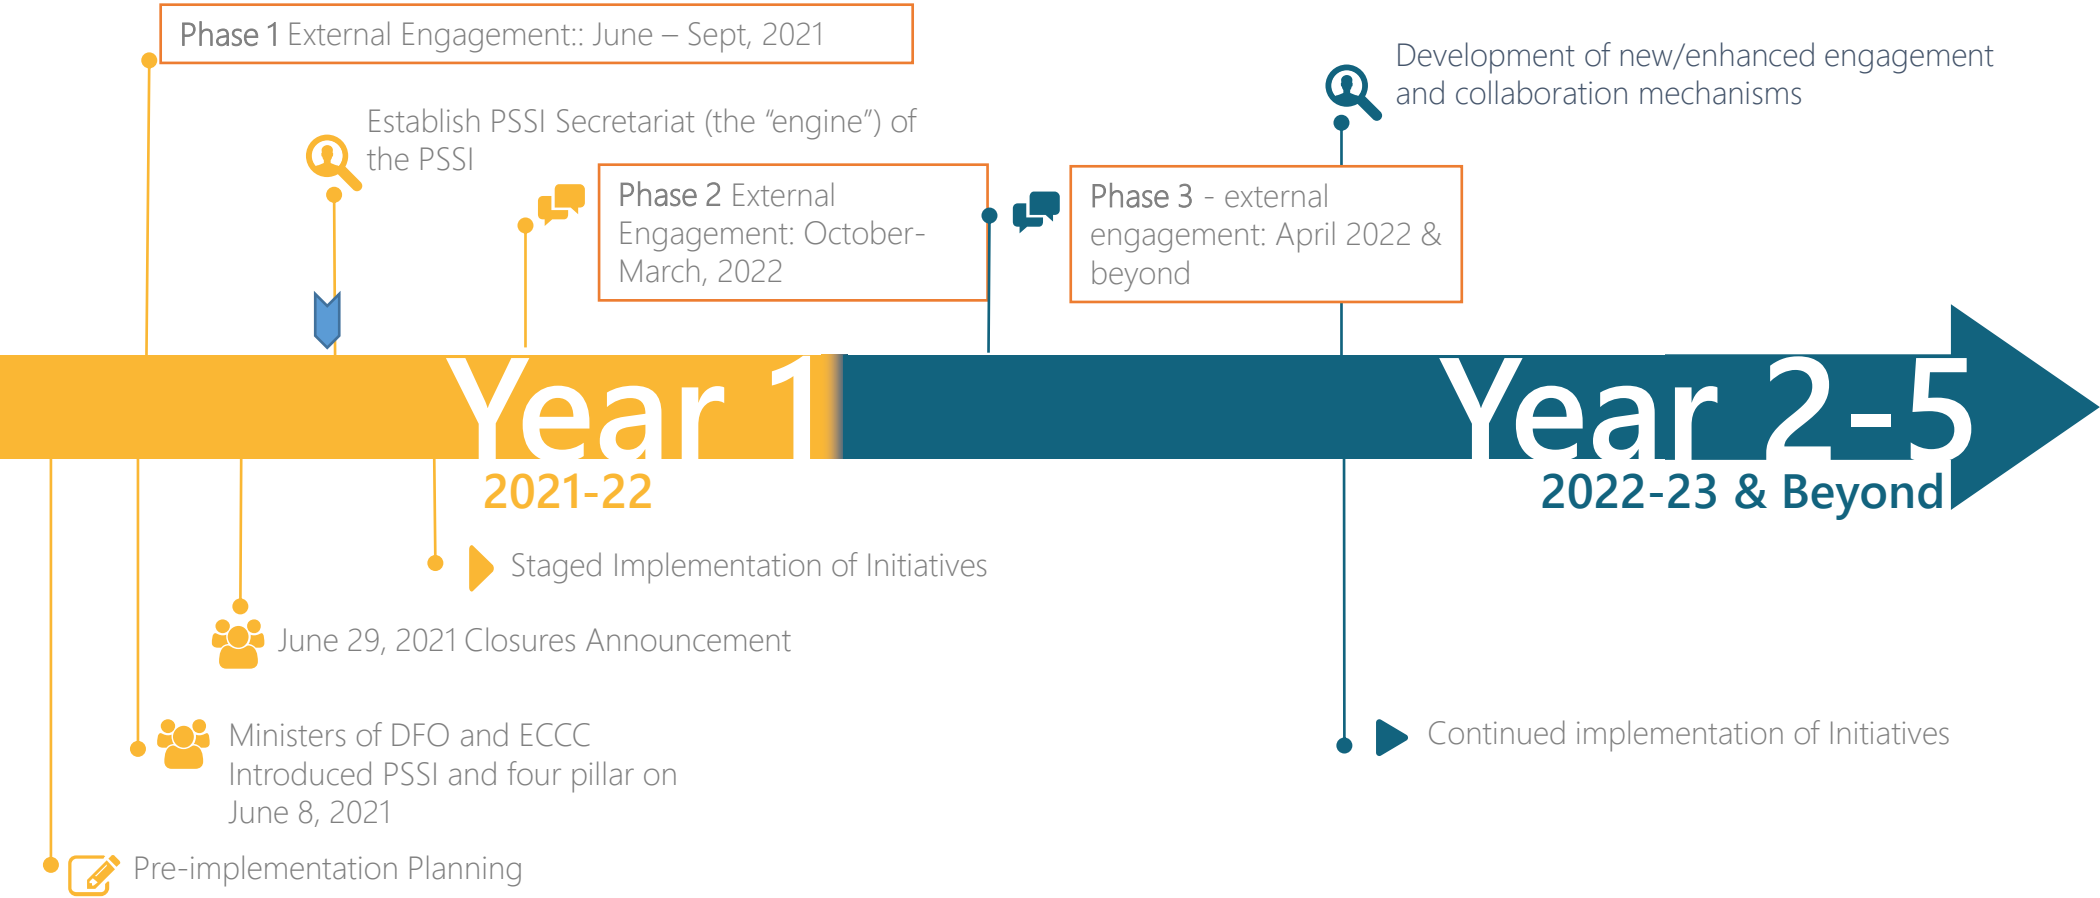 Phase 1 External Engagement:: June – Sept, 2021
Development of new/enhanced engagement
and collaboration mechanisms
Establish PSSI Secretariat (the “engine”) of
the PSSI
Phase 2 External
Engagement: October-
March, 2022
Phase 3 - external
engagement: April 2022 &
beyond
Year 1
2021-22
Year 2-5
2022-23 & Beyond
Staged Implementation of Initiatives
June 29, 2021 Closures Announcement
Ministers of DFO and ECCC
Introduced PSSI and four pillar on
June 8, 2021
Continued implementation of Initiatives
Pre-implementation Planning